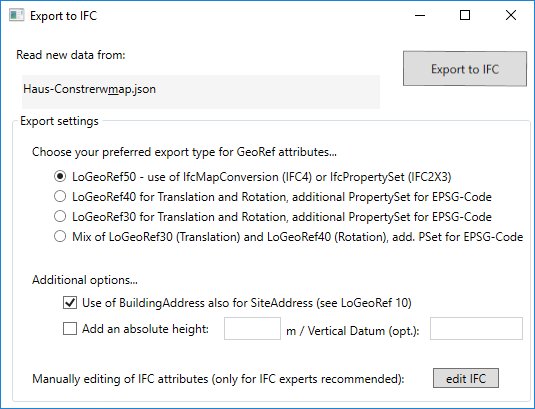 Export to IFC
Read new data from:
Export to IFC
Haus-Constrerwmap.json
Export settings
Choose your preferred export type for GeoRef attributes...
LoGeoRef50 - use of IfcMapConversion (IFC4) or IfcPropertySet (IFC2X3)
LoGeoRef40 for Translation and Rotation, additional PropertySet for EPSG-Code
LoGeoRef30 for Translation and Rotation, additional PropertySet for EPSG-Code
Mix of LoGeoRef30 (Translation) and LoGeoRef40 (Rotation), add. PSet for EPSG-Code
Additional options...
Use of BuildingAddress also for SiteAddress (see LoGeoRef 10)
Add an absolute height: m / Vertical Datum (opt.):
Manually editing of IFC attributes (only for IFC experts recommended): edit IFC